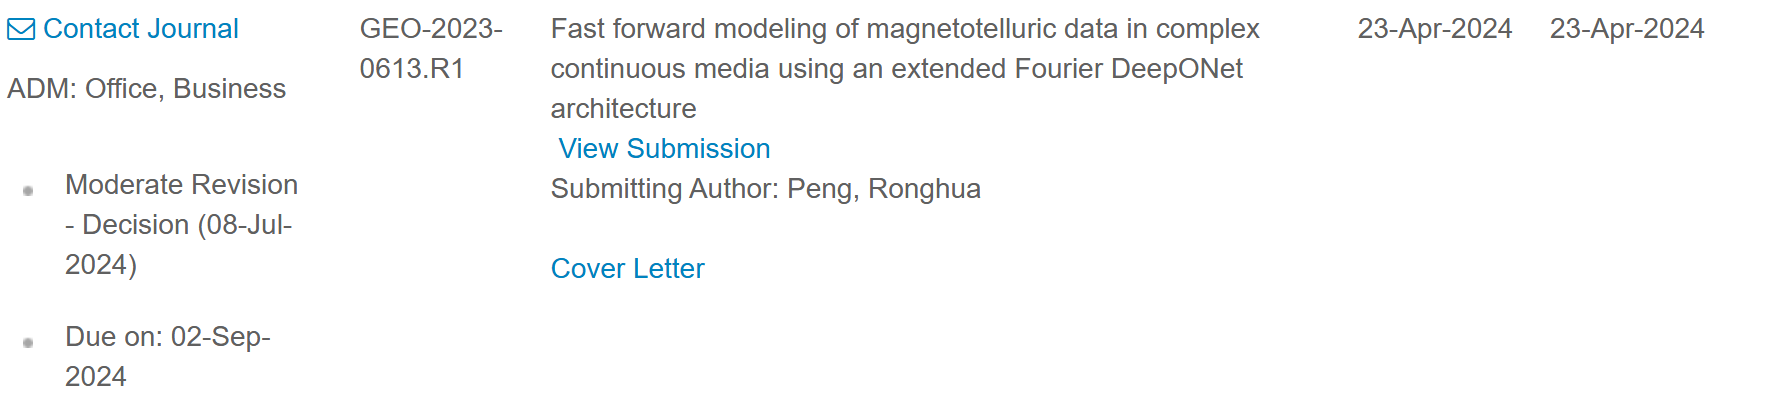 Contact Journal
ADM: Office, Business
Moderate Revision
- Decision (08-Jul-
2024)
Due on: 02-Sep-
2024
GEO-2023-
0613.R1
Fast forward modeling of magnetotelluric data in complex
continuous media using an extended Fourier DeepONet
architecture
View Submission
Submitting Author: Peng, Ronghua
Cover Letter
23-Apr-2024
23-Apr-2024